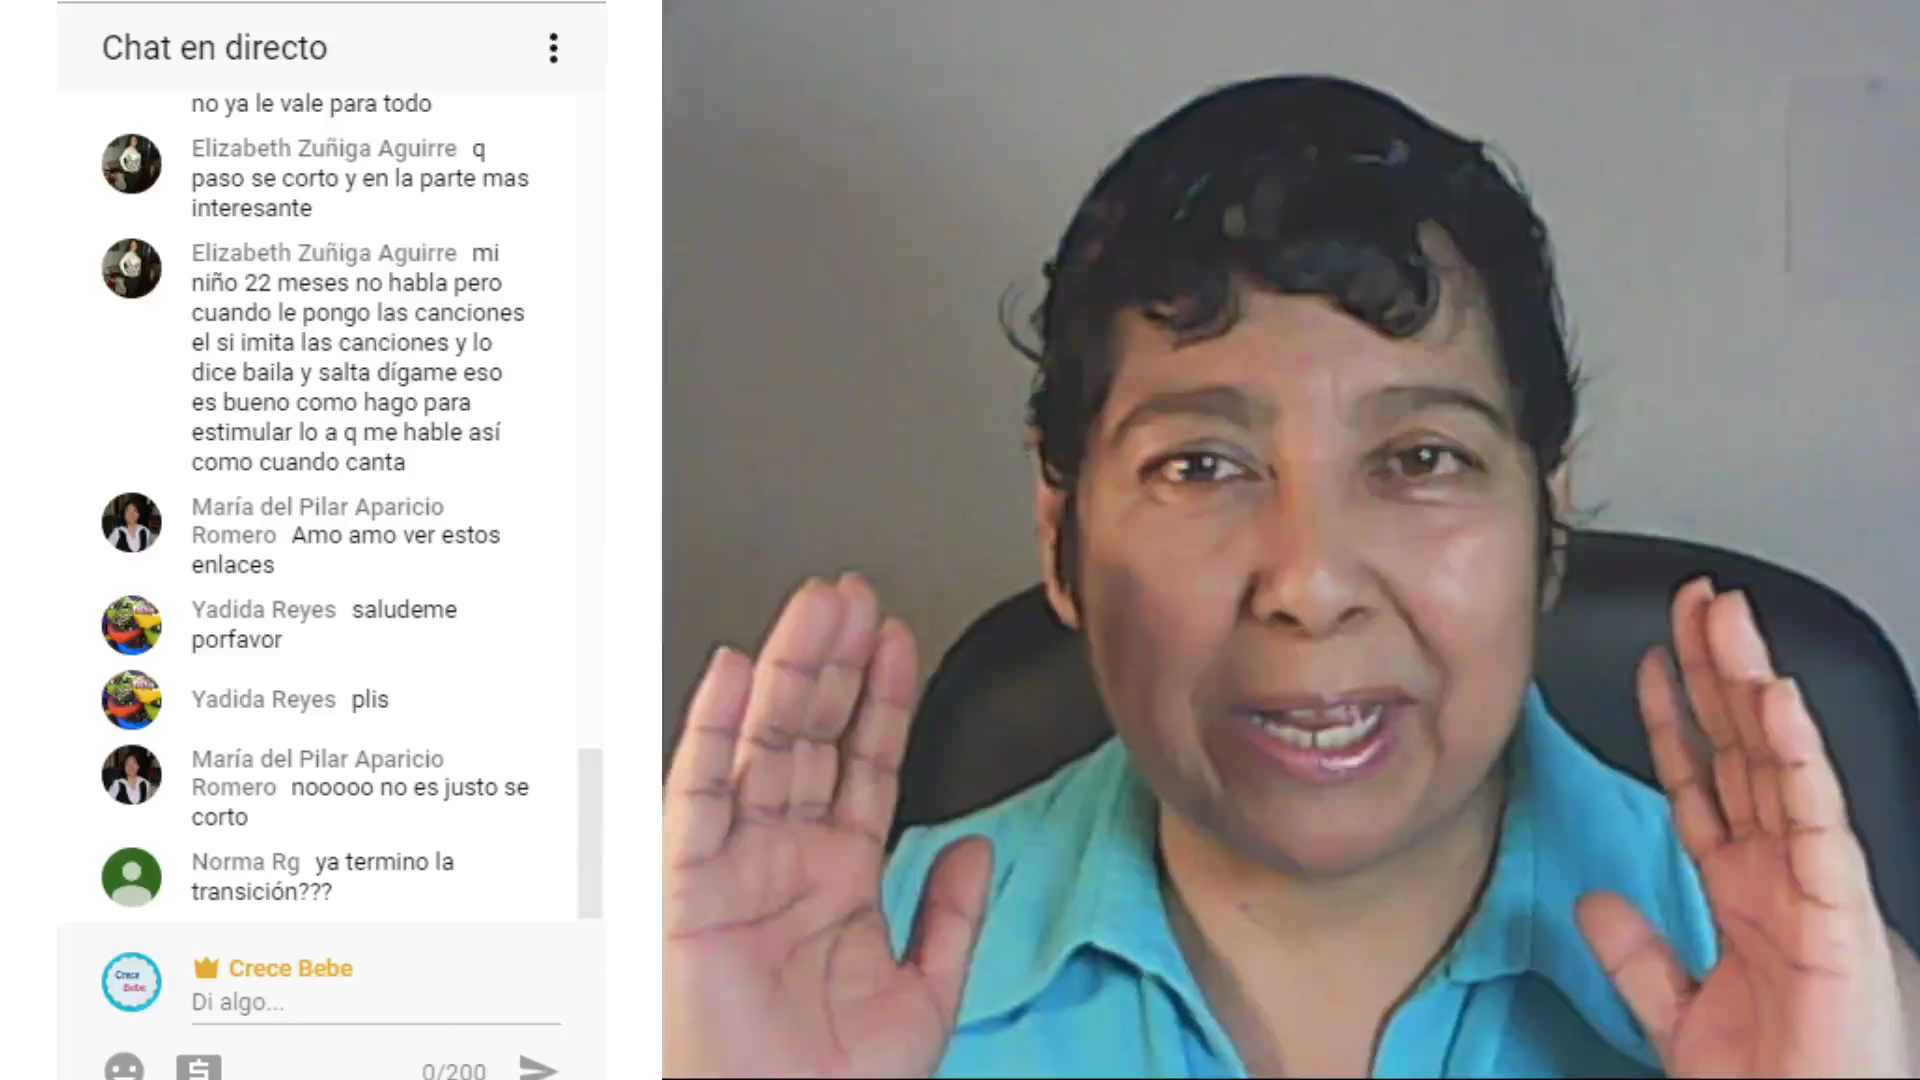 Chat en directo
no ya le vale para todo
Elizabeth Zuñiga Aguirre q
paso se corto y en la parte mas
interesante
Elizabeth Zuñiga Aguirre mi
niño 22 meses no habla pero
cuando le pongo las canciones
el si imita las canciones y lo
dice baila y salta dígame eso
es bueno como hago para
estimular lo a q me hable así
como cuando canta
María del Pilar Aparicio
Romero Amo amo ver estos
enlaces
Yadida Reyes saludeme
porfavor
Yadida Reyes plis
María del Pilar Aparicio
Romero nooooo no es justo se
corto
Norma Rg ya termino la
transición???
Crece
Bebe
Crece Bebe
Di algo...
$
0/200